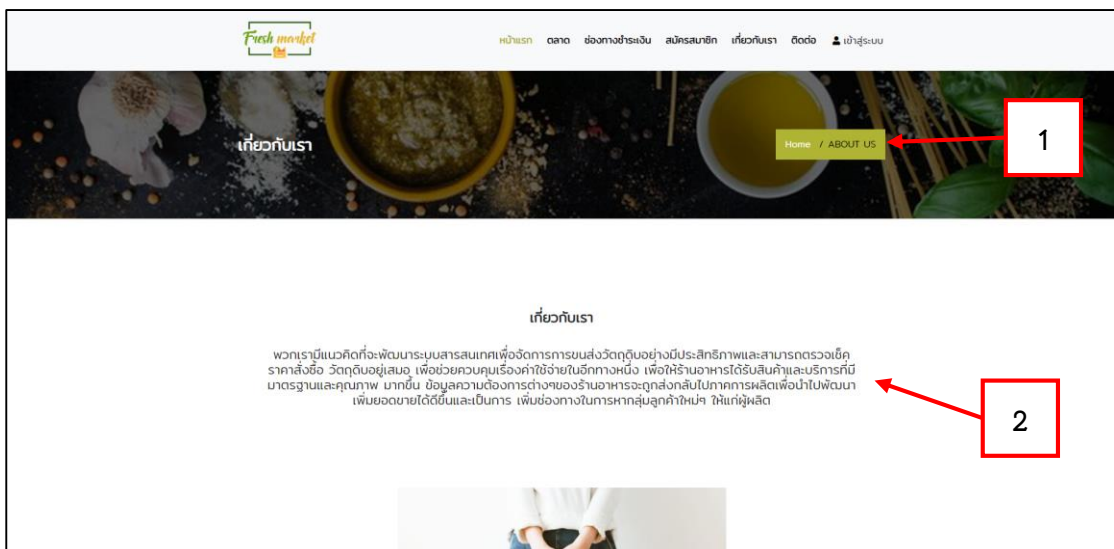 Fresh market
หน้าแรก ตลาด ช่องทางชำระเงิน สมัครสมาชิก เกี่ยวกับเรา ติดต่อ เข้าสู่ระบบ
เกี่ยวกับเรา
Home / ABOUT US
1
เกี่ยวกับเรา
พวกเรามีแนวคิดที่จะพัฒนาระบบสารสนเทศเพื่อจัดการการขนส่งวัตถุดิบอย่างมีประสิทธิภาพและสามารถตรวจเช็ค
ราคาสั่งซื้อ วัตถุดิบอยู่เสมอ เพื่อช่วยควบคุมเรื่องค่าใช้จ่ายในอีกทางหนึ่ง เพื่อให้ร้านอาหารได้รับสินค้าและบริการที่มี
มาตรฐานและคุณภาพ มากขึ้น ข้อมูลความต้องการต่างๆของร้านอาหารจะถูกส่งกลับไปภาคการผลิตเพื่อนำไปพัฒนา
เพิ่มยอดขายได้ดีขึ้นและเป็นการ เพิ่มช่องทางในการหากลุ่มลูกค้าใหม่ๆ ให้แก่ผู้ผลิต
2